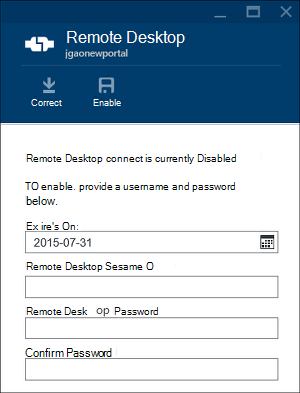 Remote Desktop
jgaonewportal
Correct
Enable
Remote Desktop connect is currently Disabled
TO enable. provide a username and password
below.
Ex ire's On:
2015-07-31
Remote Desktop Sesame O
Remote Desk op Password
Confirm Password